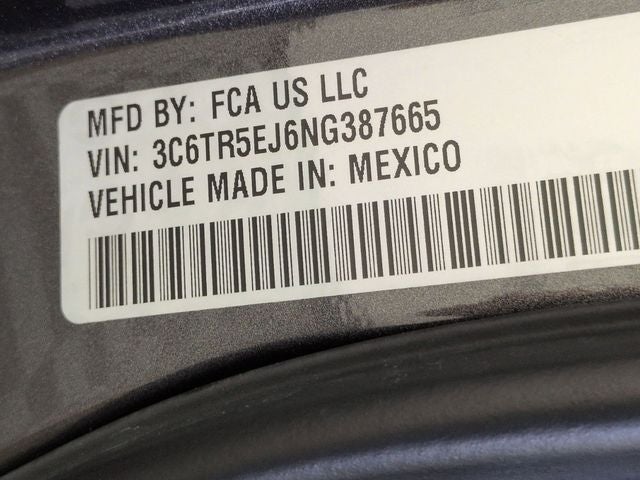 MFD BY: FCA US LLC
VIN: 3C6TR5EJ6NG387665
VEHICLE MADE IN: MEXICO